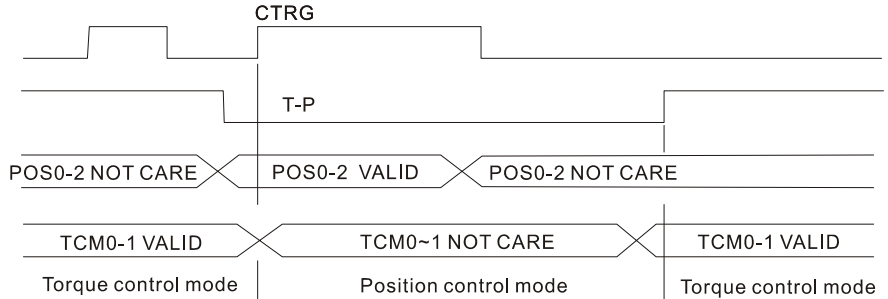 CTRG
T-P
POS0-2 NOT CARE POS0-2 VALID POS0-2 NOT CARE
TCM0-1 VALID TCM0~1 NOT CARE TCM0-1 VALID
Torque control mode Position control mode Torque control mode